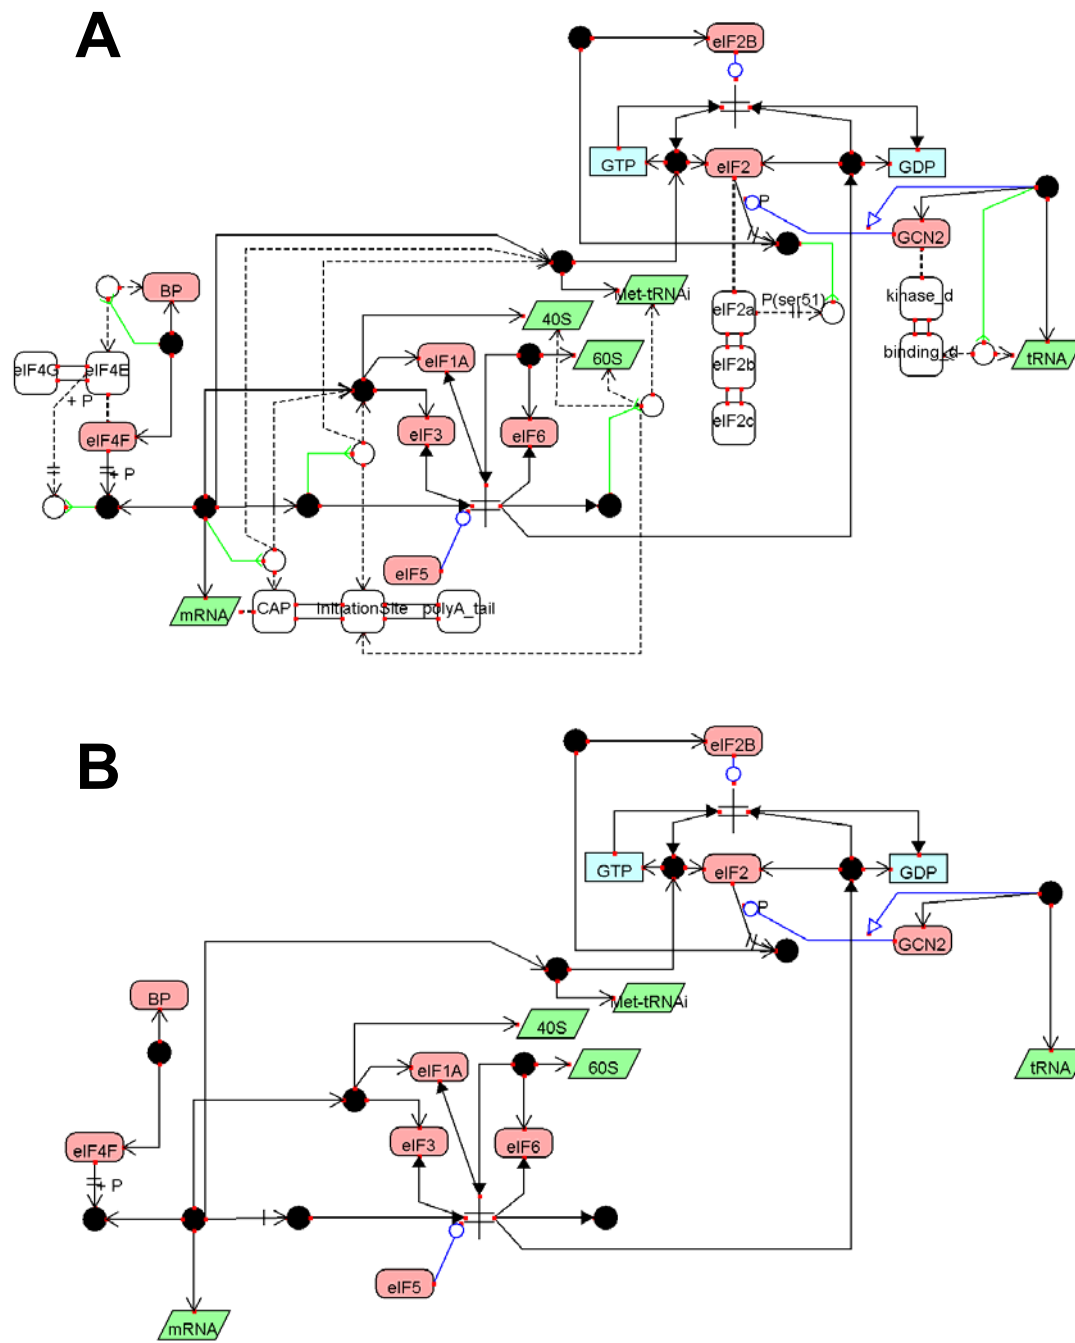 A
eIF2B
GTP
eIF2
GDP
P
GCN2
BP
Met-tRNAi
P(ser51)
kinase_d
40S
eIF2a
eIF4G
eIF4E
eIF1A
60S
eIF2b
binding_d
tRNA
+ P
eIF4F
eIF3
eIF6
eIF2c
+ P
eIF5
mRNA
CAP
InitiationSite
polyA_tail
B
eIF2B
GTP
eIF2
GDP
P
GCN2
BP
Met-tRNAi
40S
eIF1A
60S
tRNA
eIF4F
eIF3
eIF6
+ P
eIF5
mRNA